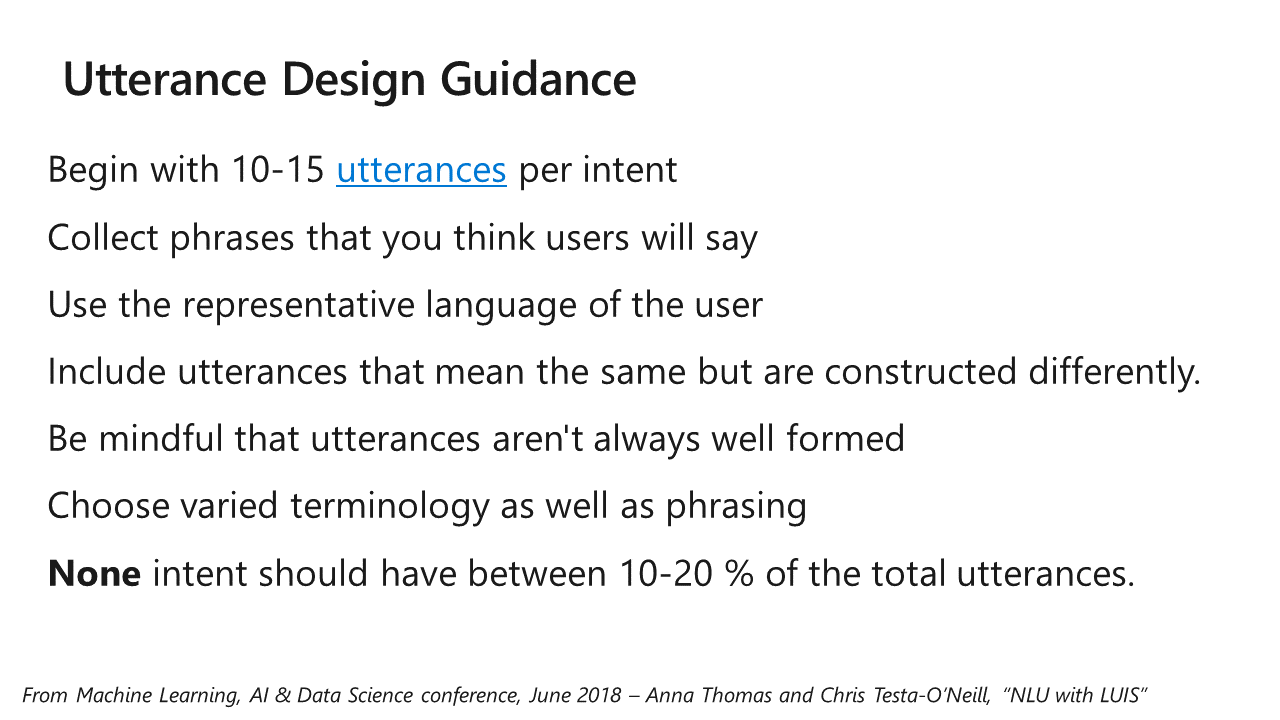 Utterance Design Guidance
Begin with 10-15 utterances per intent
Collect phrases that you think users will say
Use the representative language of the user
Include utterances that mean the same but are constructed differently.
Be mindful that utterances aren't always well formed
Choose varied terminology as well as phrasing
None intent should have between 10-20 % of the total utterances.
From Machine Learning, AI & Data Science conference, June 2018 – Anna Thomas and Chris Testa-O’Neill, “NLU with LUIS”